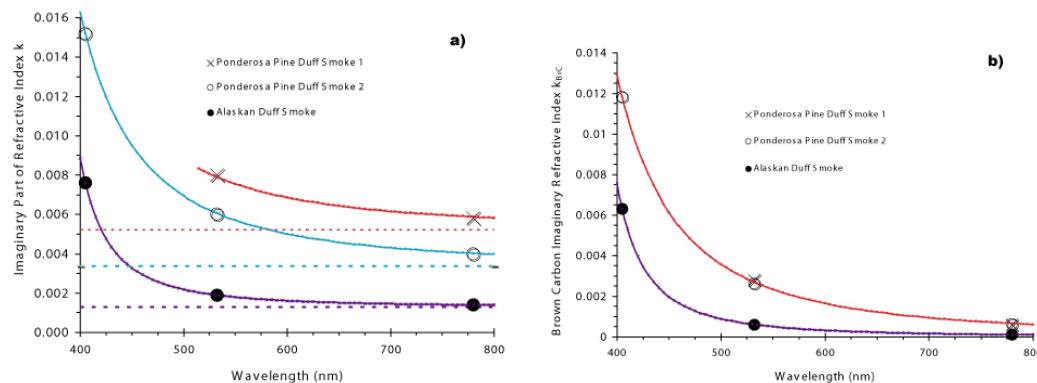 a)
0.016
0.014
0.012
0.010
0.008
0.006
0.004
0.002
0.000
Imaginary Part of Refractive Index k
Ponderosa Pine Duff Smoke 1
Ponderosa Pine Duff Smoke 2
Alaskan Duff Smoke
400 500 600 700 800
Wavelength (nm)
b)
0.014
0.012
0.01
0.008
0.006
0.004
0.002
0
Brown Carbon Imaginary Refractive Index kBrC
Ponderosa Pine Duff Smoke 1
Ponderosa Pine Duff Smoke 2
Alaskan Duff Smoke
400 500 600 700 800
Wavelength (nm)